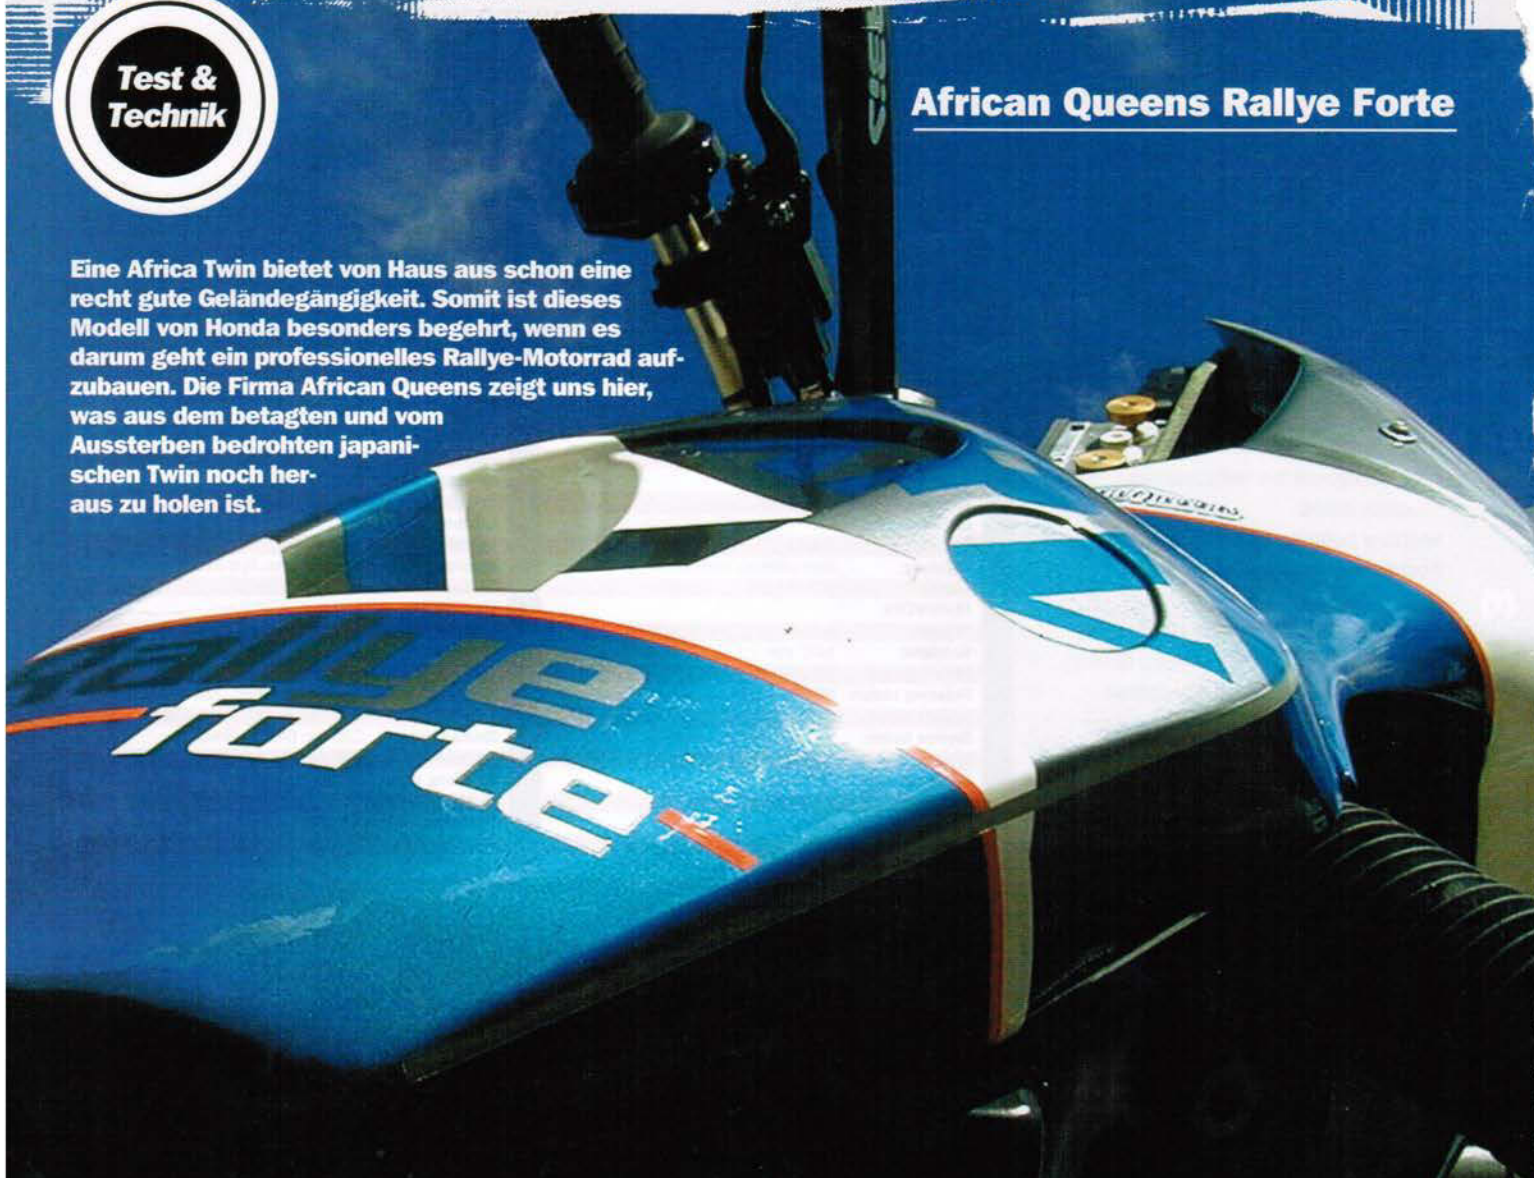 Test &
Technik
African Queens Rallye Forte
Eine Africa Twin bietet von Haus aus schon eine
recht gute Geländegängigkeit. Somit ist dieses
Modell von Honda besonders begehrt, wenn es
darum geht ein professionelles Rallye-Motorrad auf-
zubauen. Die Firma African Queens zeigt uns hier,
was aus dem betagten und vom
Aussterben bedrohten japani-
schen Twin noch her-
aus zu holen ist.
Rallye
forte